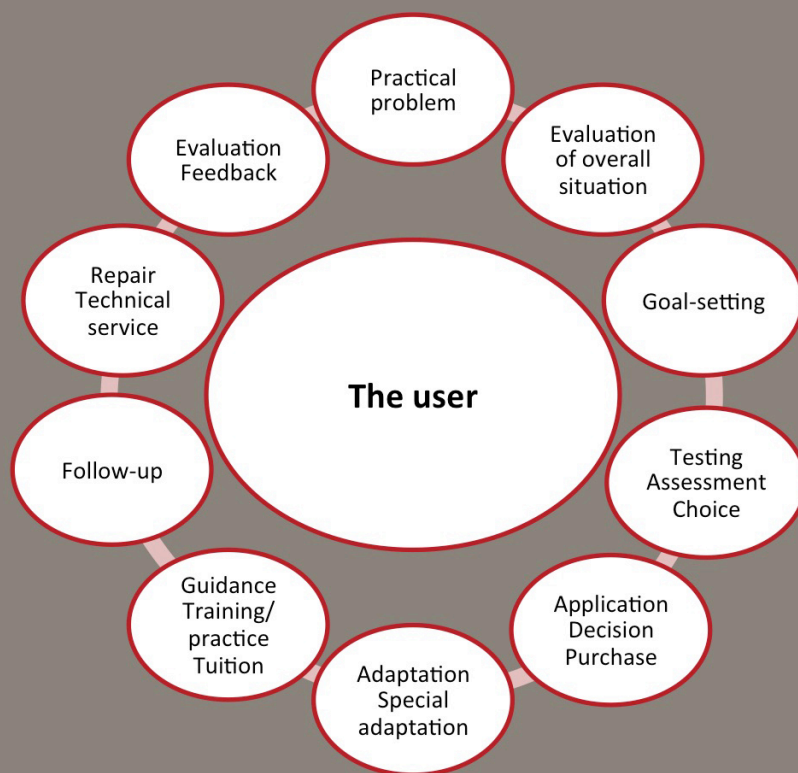 Practical
problem
Evaluation
of overall
situation
Goal-setting
Testing
Assessment
Choice
Application
Decision
Purchase
Adaptation
Special
adaptation
Guidance
Training/
practice
Tuition
Follow-up
Repair
Technical
service
Evaluation
Feedback
The user